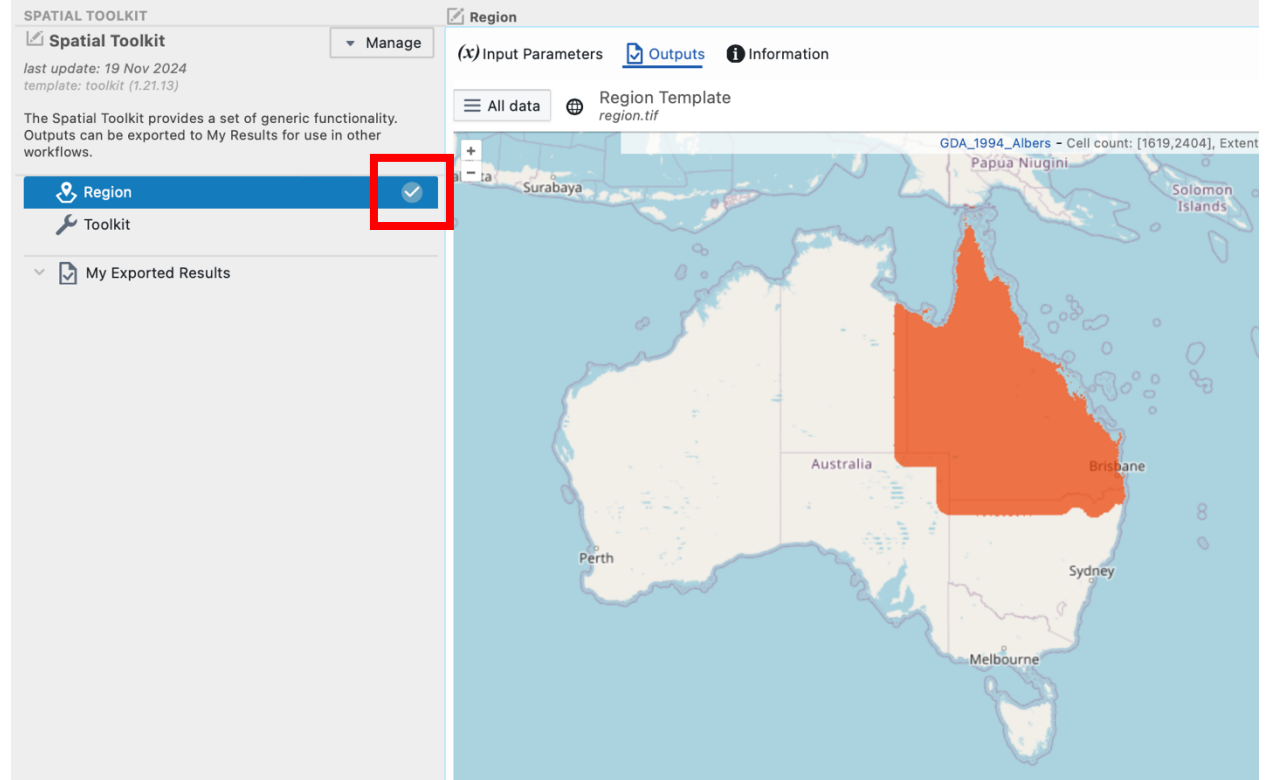 SPATIAL TOOLKIT
Spatial Toolkit
Manage
last update: 19 Nov 2024
template: toolkit (1.21.13)
The Spatial Toolkit provides a set of generic functionality.
Outputs can be exported to My Results for use in other
workflows.
Region
Toolkit
My Exported Results
Region
(x) Input Parameters
Outputs
Information
All data
Region Template
region.tif
GDA_1994_Albers - Cell count: [1619,2404], Extent
+
−
Surabaya
Papua Niugini
Solomon
Islands
Australia
Brisbane
Perth
Sydney
Melbourne